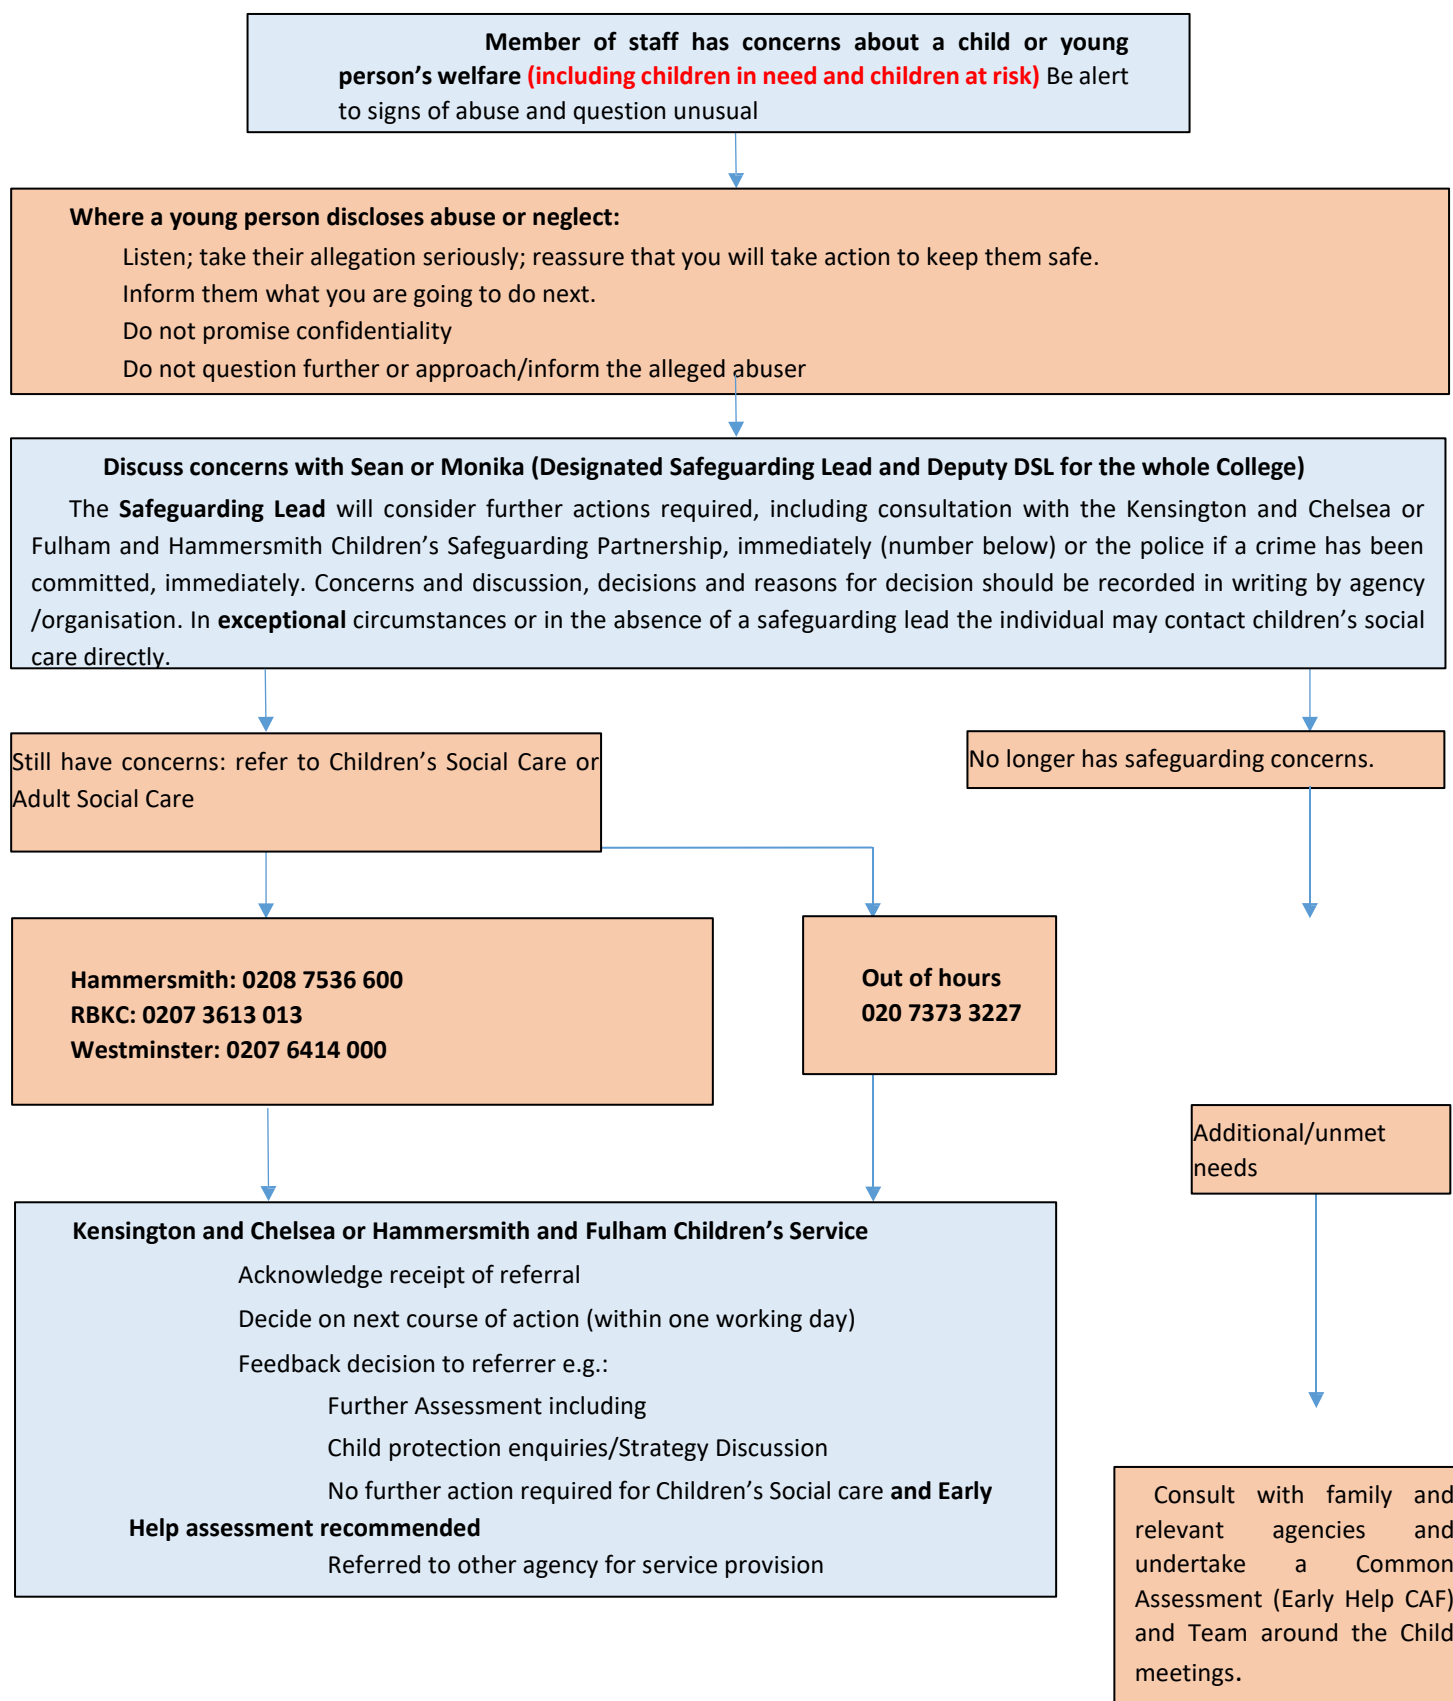 Member of staff has concerns about a child or young
person’s welfare (including children in need and children at risk) Be alert
to signs of abuse and question unusual
Where a young person discloses abuse or neglect:
Listen; take their allegation seriously; reassure that you will take action to keep them safe.
Inform them what you are going to do next.
Do not promise confidentiality
Do not question further or approach/inform the alleged abuser
Discuss concerns with Sean or Monika (Designated Safeguarding Lead and Deputy DSL for the whole College)
The Safeguarding Lead will consider further actions required, including consultation with the Kensington and Chelsea or
Fulham and Hammersmith Children’s Safeguarding Partnership, immediately (number below) or the police if a crime has been
committed, immediately. Concerns and discussion, decisions and reasons for decision should be recorded in writing by agency
/organisation. In exceptional circumstances or in the absence of a safeguarding lead the individual may contact children’s social
care directly.
Still have concerns: refer to Children’s Social Care or
Adult Social Care
No longer has safeguarding concerns.
Hammersmith: 0208 7536 600
RBKC: 0207 3613 013
Westminster: 0207 6414 000
Out of hours
020 7373 3227
Additional/unmet
needs
Kensington and Chelsea or Hammersmith and Fulham Children’s Service
Acknowledge receipt of referral
Decide on next course of action (within one working day)
Feedback decision to referrer e.g.:
Further Assessment including
Child protection enquiries/Strategy Discussion
No further action required for Children’s Social care and Early
Help assessment recommended
Referred to other agency for service provision
Consult with family and
relevant agencies and
undertake a Common
Assessment (Early Help CAF)
and Team around the Child
meetings.